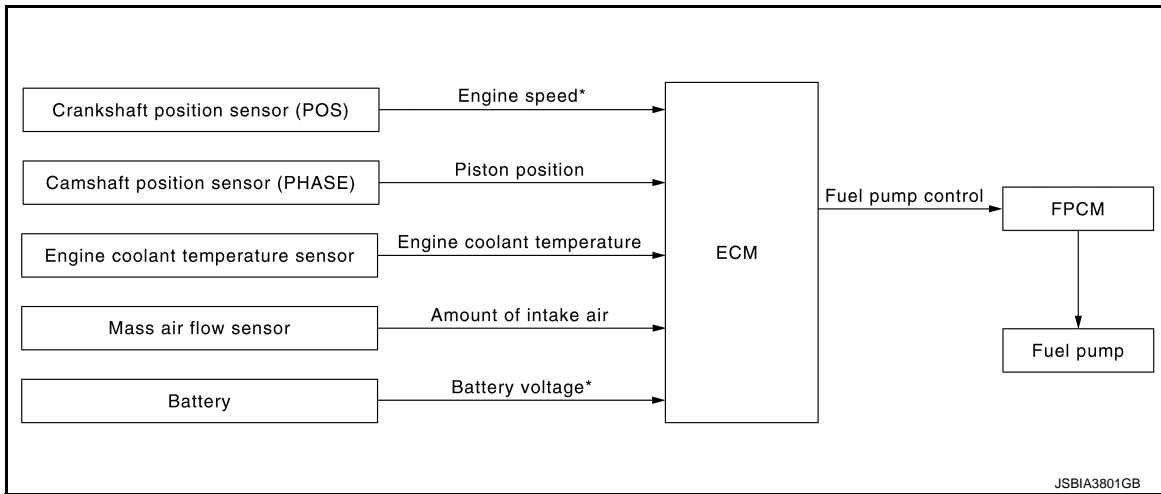 Crankshaft position sensor (POS)
Engine speed*
Camshaft position sensor (PHASE)
Piston position
Engine coolant temperature sensor
Engine coolant temperature
Mass air flow sensor
Amount of intake air
Battery
Battery voltage*
ECM
Fuel pump control
FPCM
Fuel pump
JSBIA3801GB